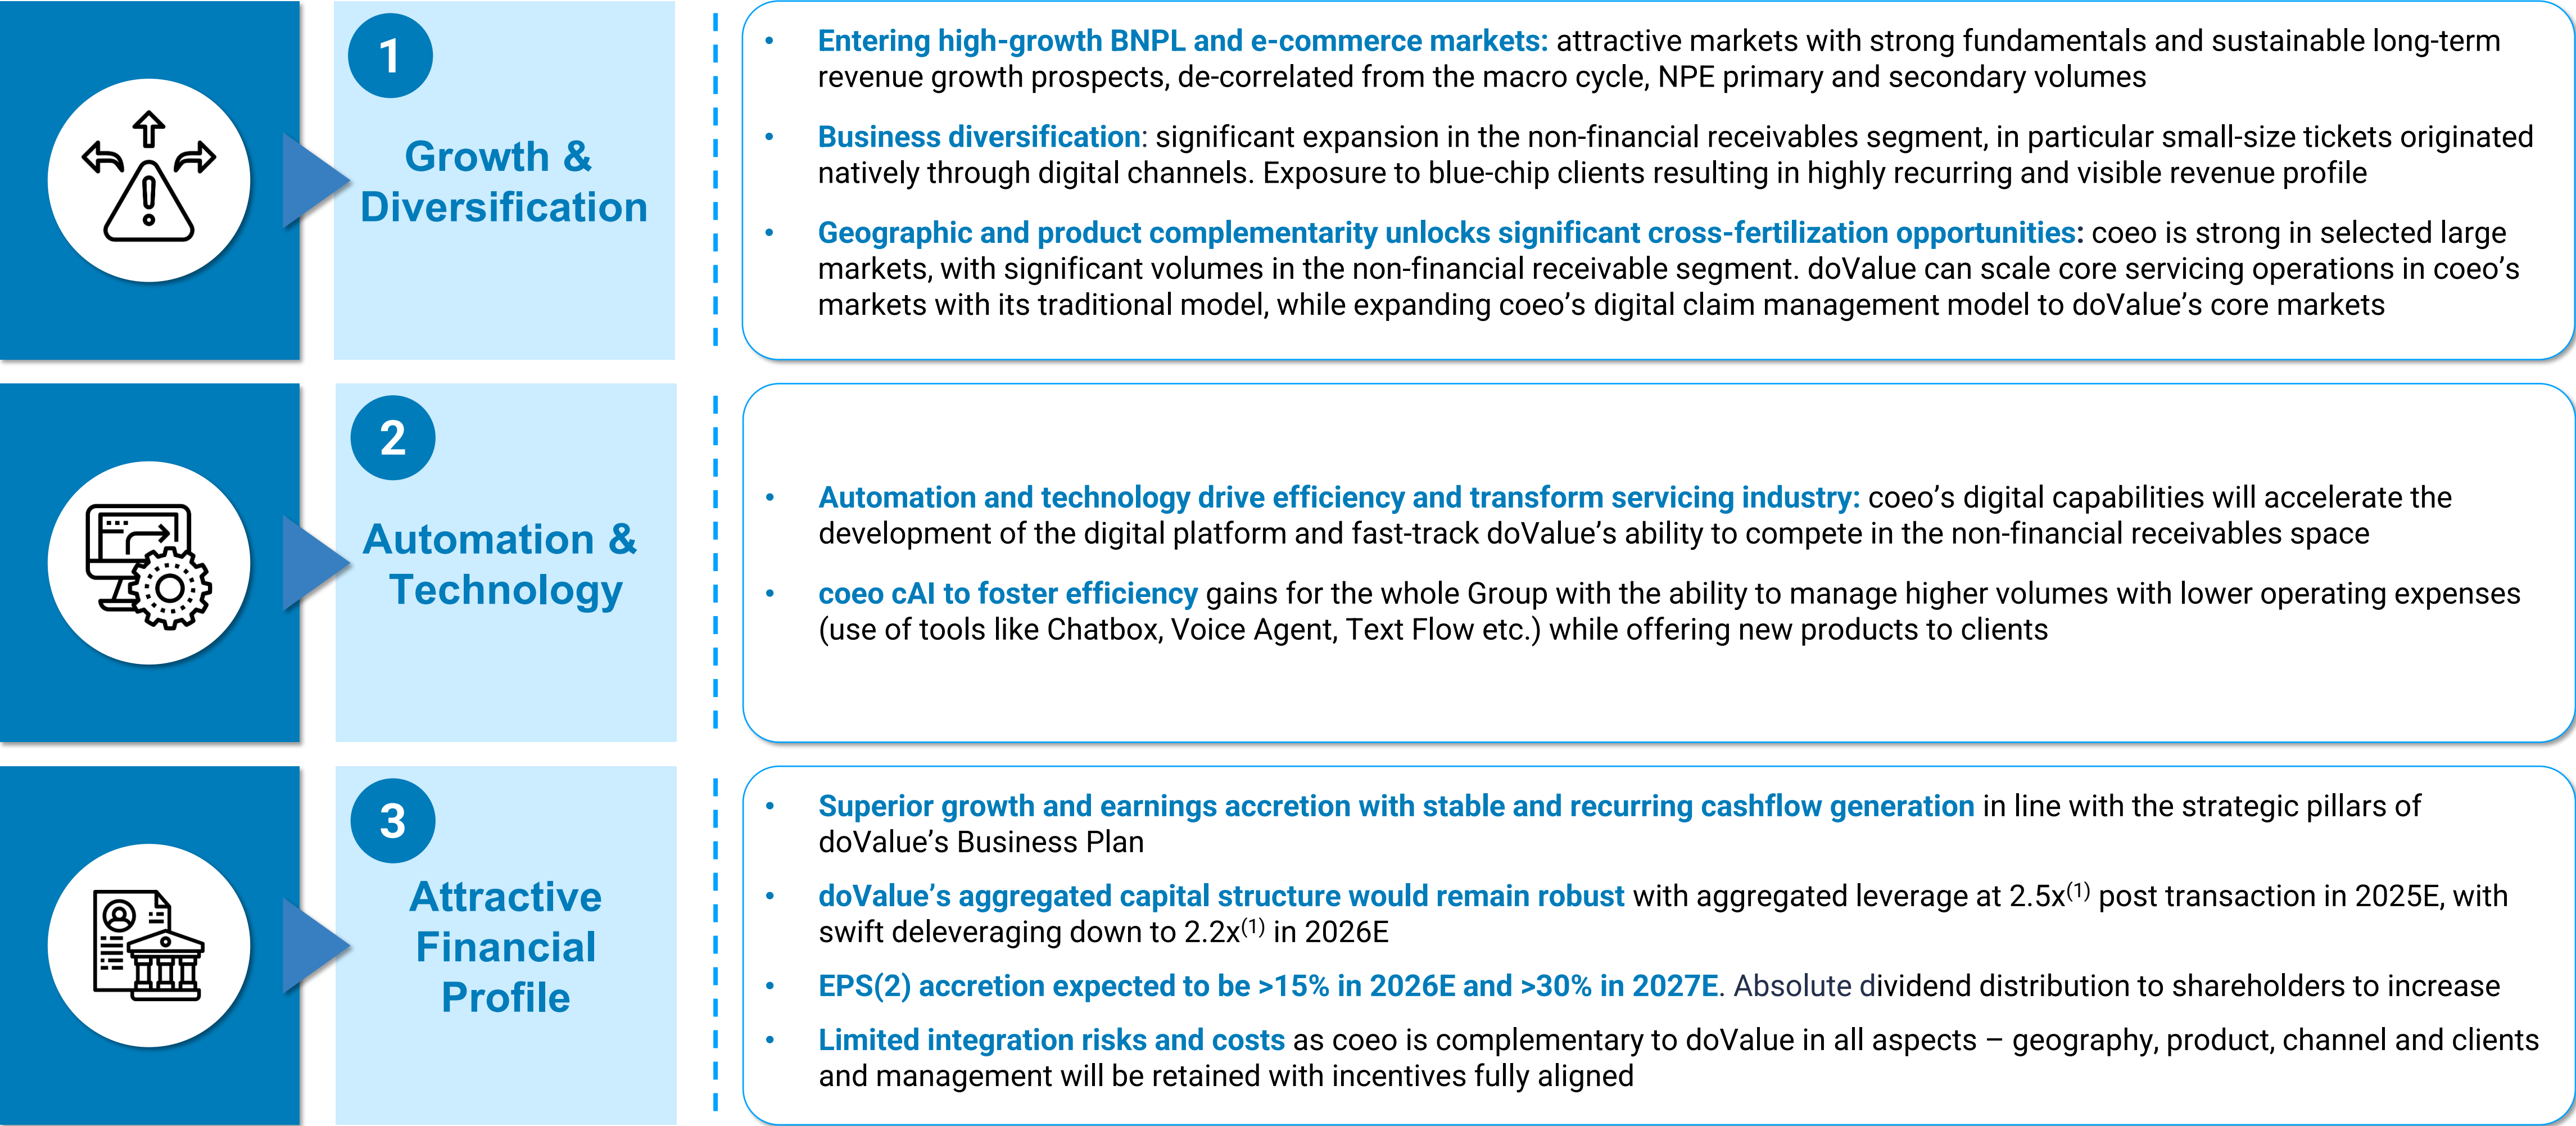 1
Growth &
Diversification
• Entering high-growth BNPL and e-commerce markets: attractive markets with strong fundamentals and sustainable long-term
revenue growth prospects, de-correlated from the macro cycle, NPE primary and secondary volumes
• Business diversification: significant expansion in the non-financial receivables segment, in particular small-size tickets originated
natively through digital channels. Exposure to blue-chip clients resulting in highly recurring and visible revenue profile
• Geographic and product complementarity unlocks significant cross-fertilization opportunities: coeo is strong in selected large
markets, with significant volumes in the non-financial receivable segment. doValue can scale core servicing operations in coeo’s
markets with its traditional model, while expanding coeo’s digital claim management model to doValue’s core markets
2
Automation &
Technology
• Automation and technology drive efficiency and transform servicing industry: coeo’s digital capabilities will accelerate the
development of the digital platform and fast-track doValue’s ability to compete in the non-financial receivables space
• coeo cAI to foster efficiency gains for the whole Group with the ability to manage higher volumes with lower operating expenses
(use of tools like Chatbox, Voice Agent, Text Flow etc.) while offering new products to clients
3
Attractive
Financial
Profile
• Superior growth and earnings accretion with stable and recurring cashflow generation in line with the strategic pillars of
doValue’s Business Plan
• doValue’s aggregated capital structure would remain robust with aggregated leverage at 2.5x(1) post transaction in 2025E, with
swift deleveraging down to 2.2x(1) in 2026E
• EPS(2) accretion expected to be >15% in 2026E and >30% in 2027E. Absolute dividend distribution to shareholders to increase
• Limited integration risks and costs as coeo is complementary to doValue in all aspects – geography, product, channel and clients
and management will be retained with incentives fully aligned